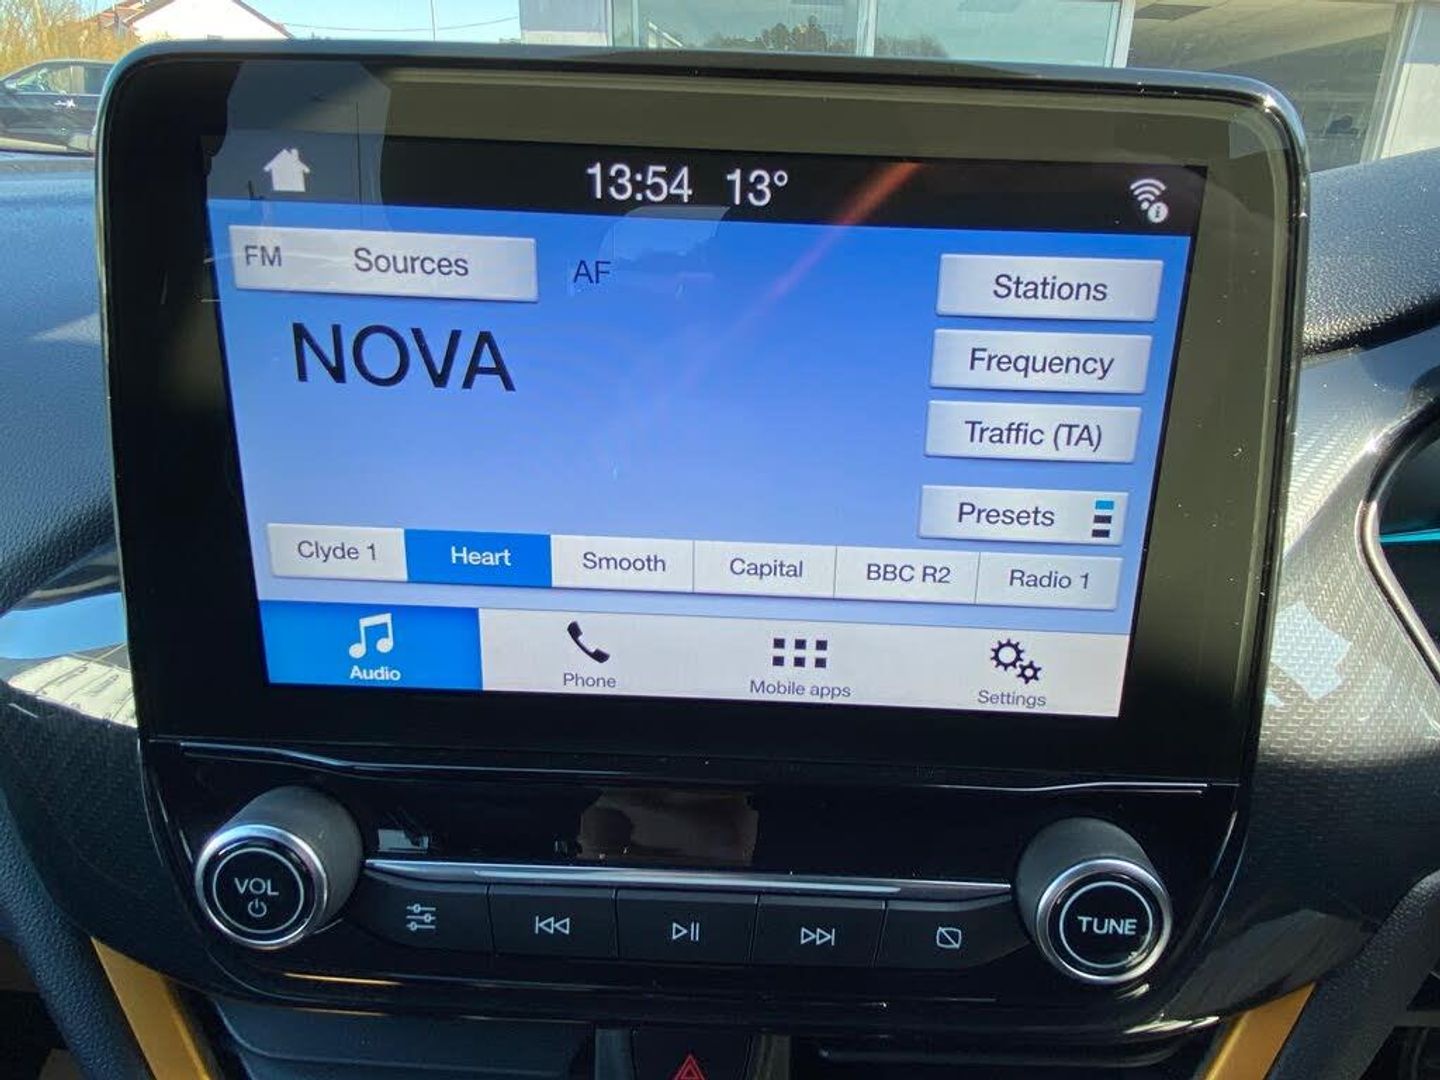 13:54 13°
FM Sources AF
Stations
NOVA
Frequency
Traffic (TA)
Presets
Clyde 1 Heart Smooth Capital BBC R2 Radio 1
Audio Phone Mobile apps Settings
VOL
TUNE